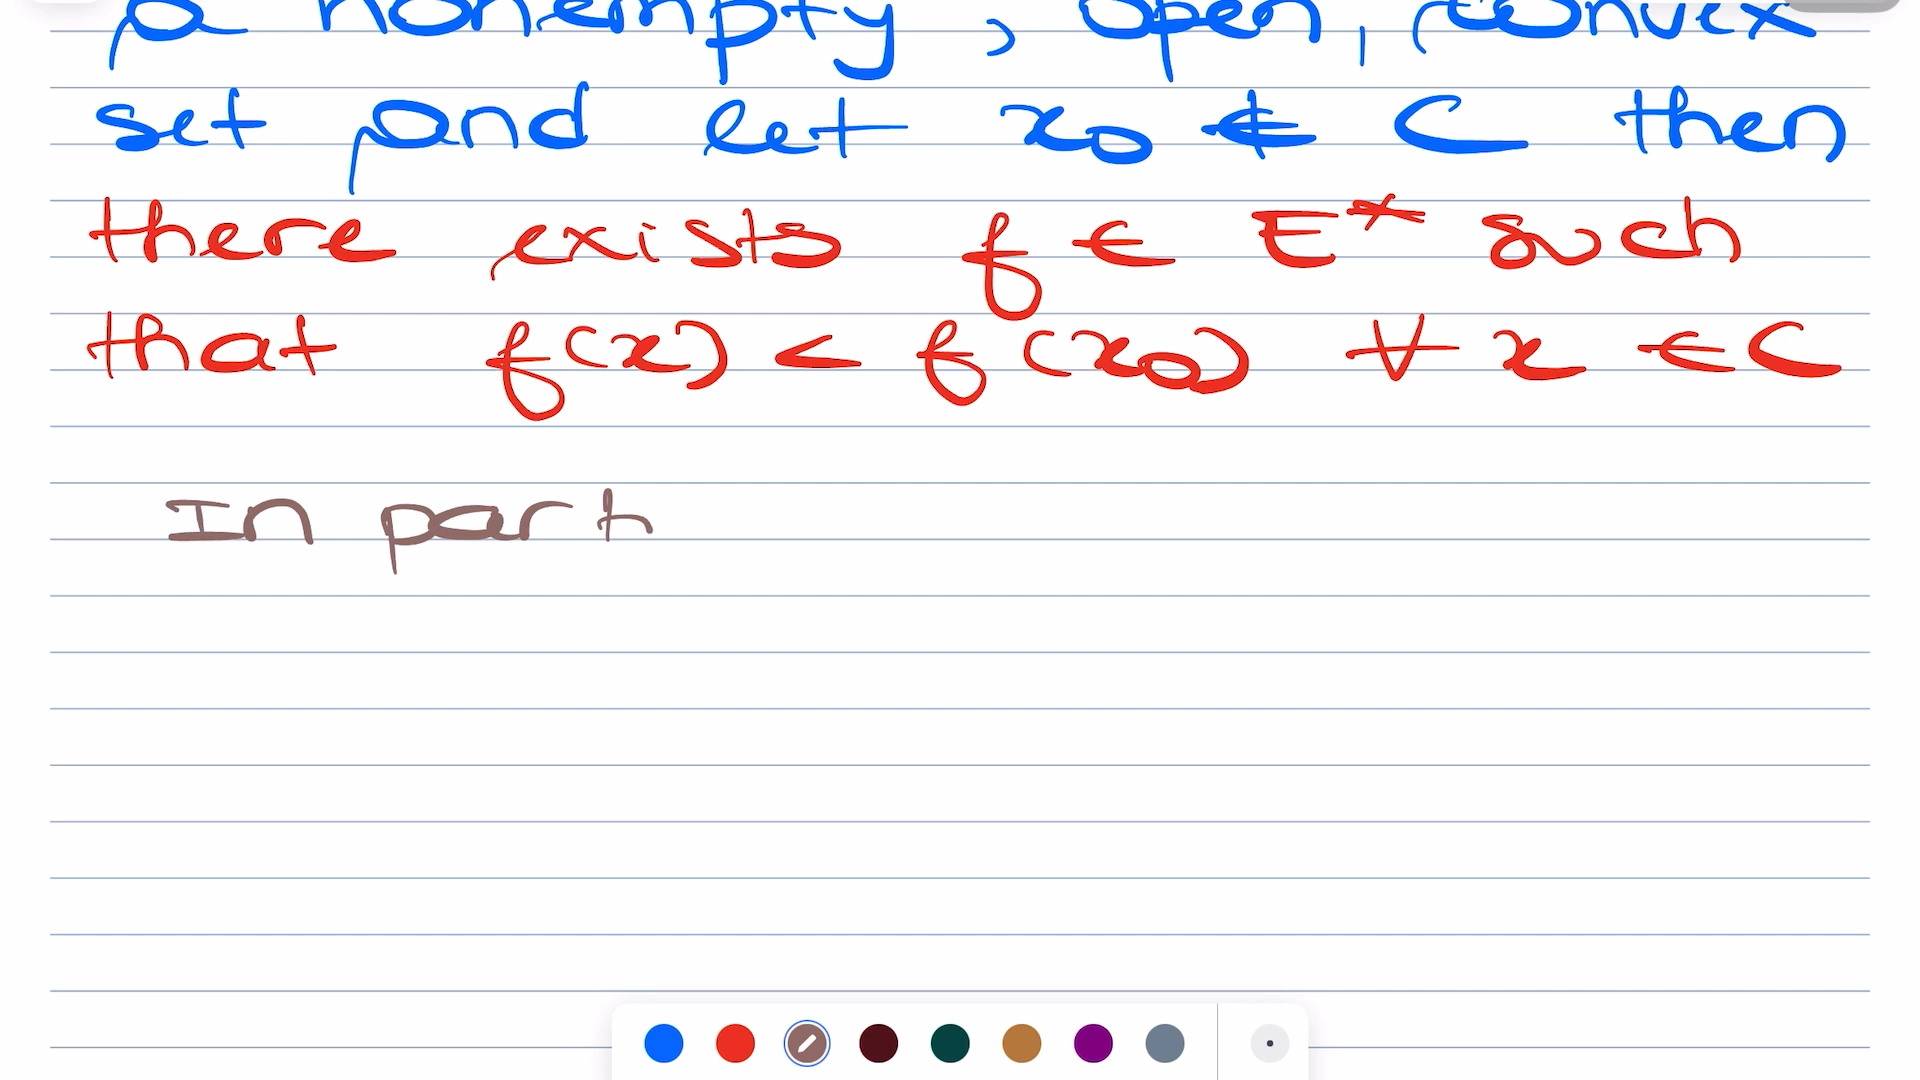 a nonempty, open, convex
set and let x₀ ∉ C then
there exists f ∈ E* such
that f(x) < f(x₀) ∀ x ∈ C
In part